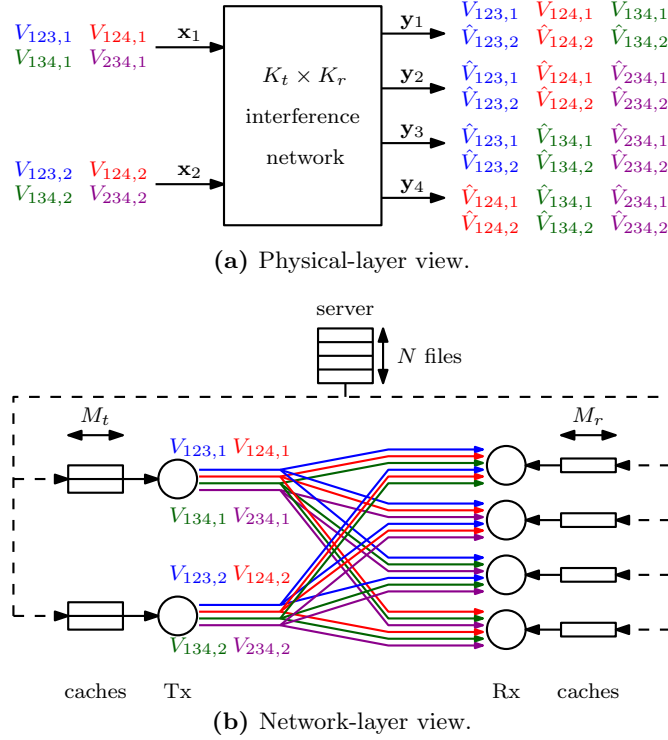 V123,1 V124,1 x1 y1 V̂123,1 V̂124,1 V̂134,1
V134,1 V234,1 V̂123,2 V̂124,2 V̂134,2
Kt × Kr y2 V̂123,1 V̂124,1 V̂234,1
interference V̂123,2 V̂124,2 V̂234,2
network y3 V̂123,1 V̂134,1 V̂234,1
V123,2 V124,2 x2 V̂123,2 V̂134,2 V̂234,2
V134,2 V234,2 y4 V̂124,1 V̂134,1 V̂234,1
V̂124,2 V̂134,2 V̂234,2
(a) Physical-layer view.
server
N files
Mt Mr
V123,1 V124,1
V134,1 V234,1
V123,2 V124,2
V134,2 V234,2
caches Tx Rx caches
(b) Network-layer view.